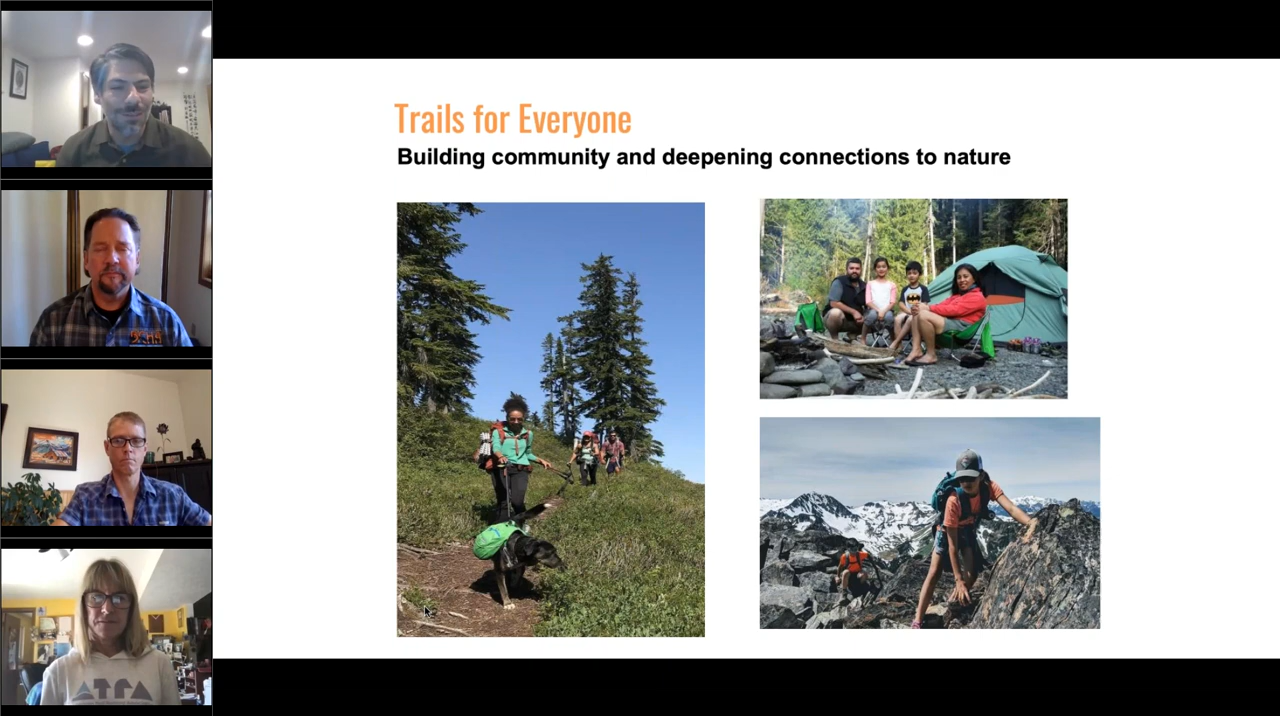 Trails for Everyone
Building community and deepening connections to nature